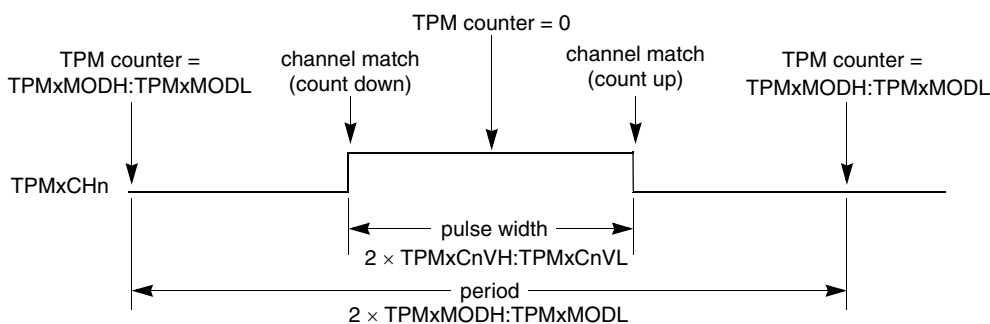 TPM counter = 0
TPM counter =
TPMxMODH:TPMxMODL
channel match
(count down)
channel match
(count up)
TPM counter =
TPMxMODH:TPMxMODL
TPMxCHn
pulse width
2 × TPMxCnVH:TPMxCnVL
period
2 × TPMxMODH:TPMxMODL